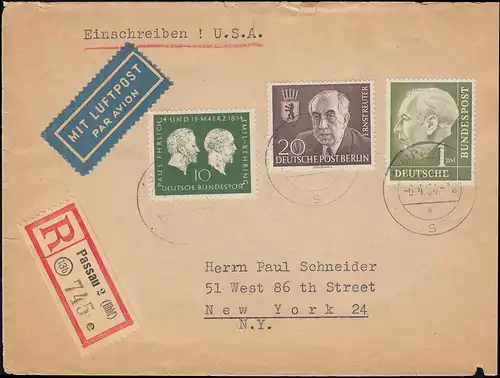 Einschreiben ! U.S.A.
MIT LUFTPOST
PAR AVION
14. UND 15. MAERZ 1854
PAUL EHRLICH
EMIL v. BEHRING
10
DEUTSCHE BUNDESPOST
20
ERNST REUTER
DEUTSCHE POST BERLIN
1 DM
BUNDESPOST
DEUTSCHE
s
s
R
Passau 2
(13b)
745 e
Herrn Paul Schneider
51 West 86 th Street
New York 24
N.Y.